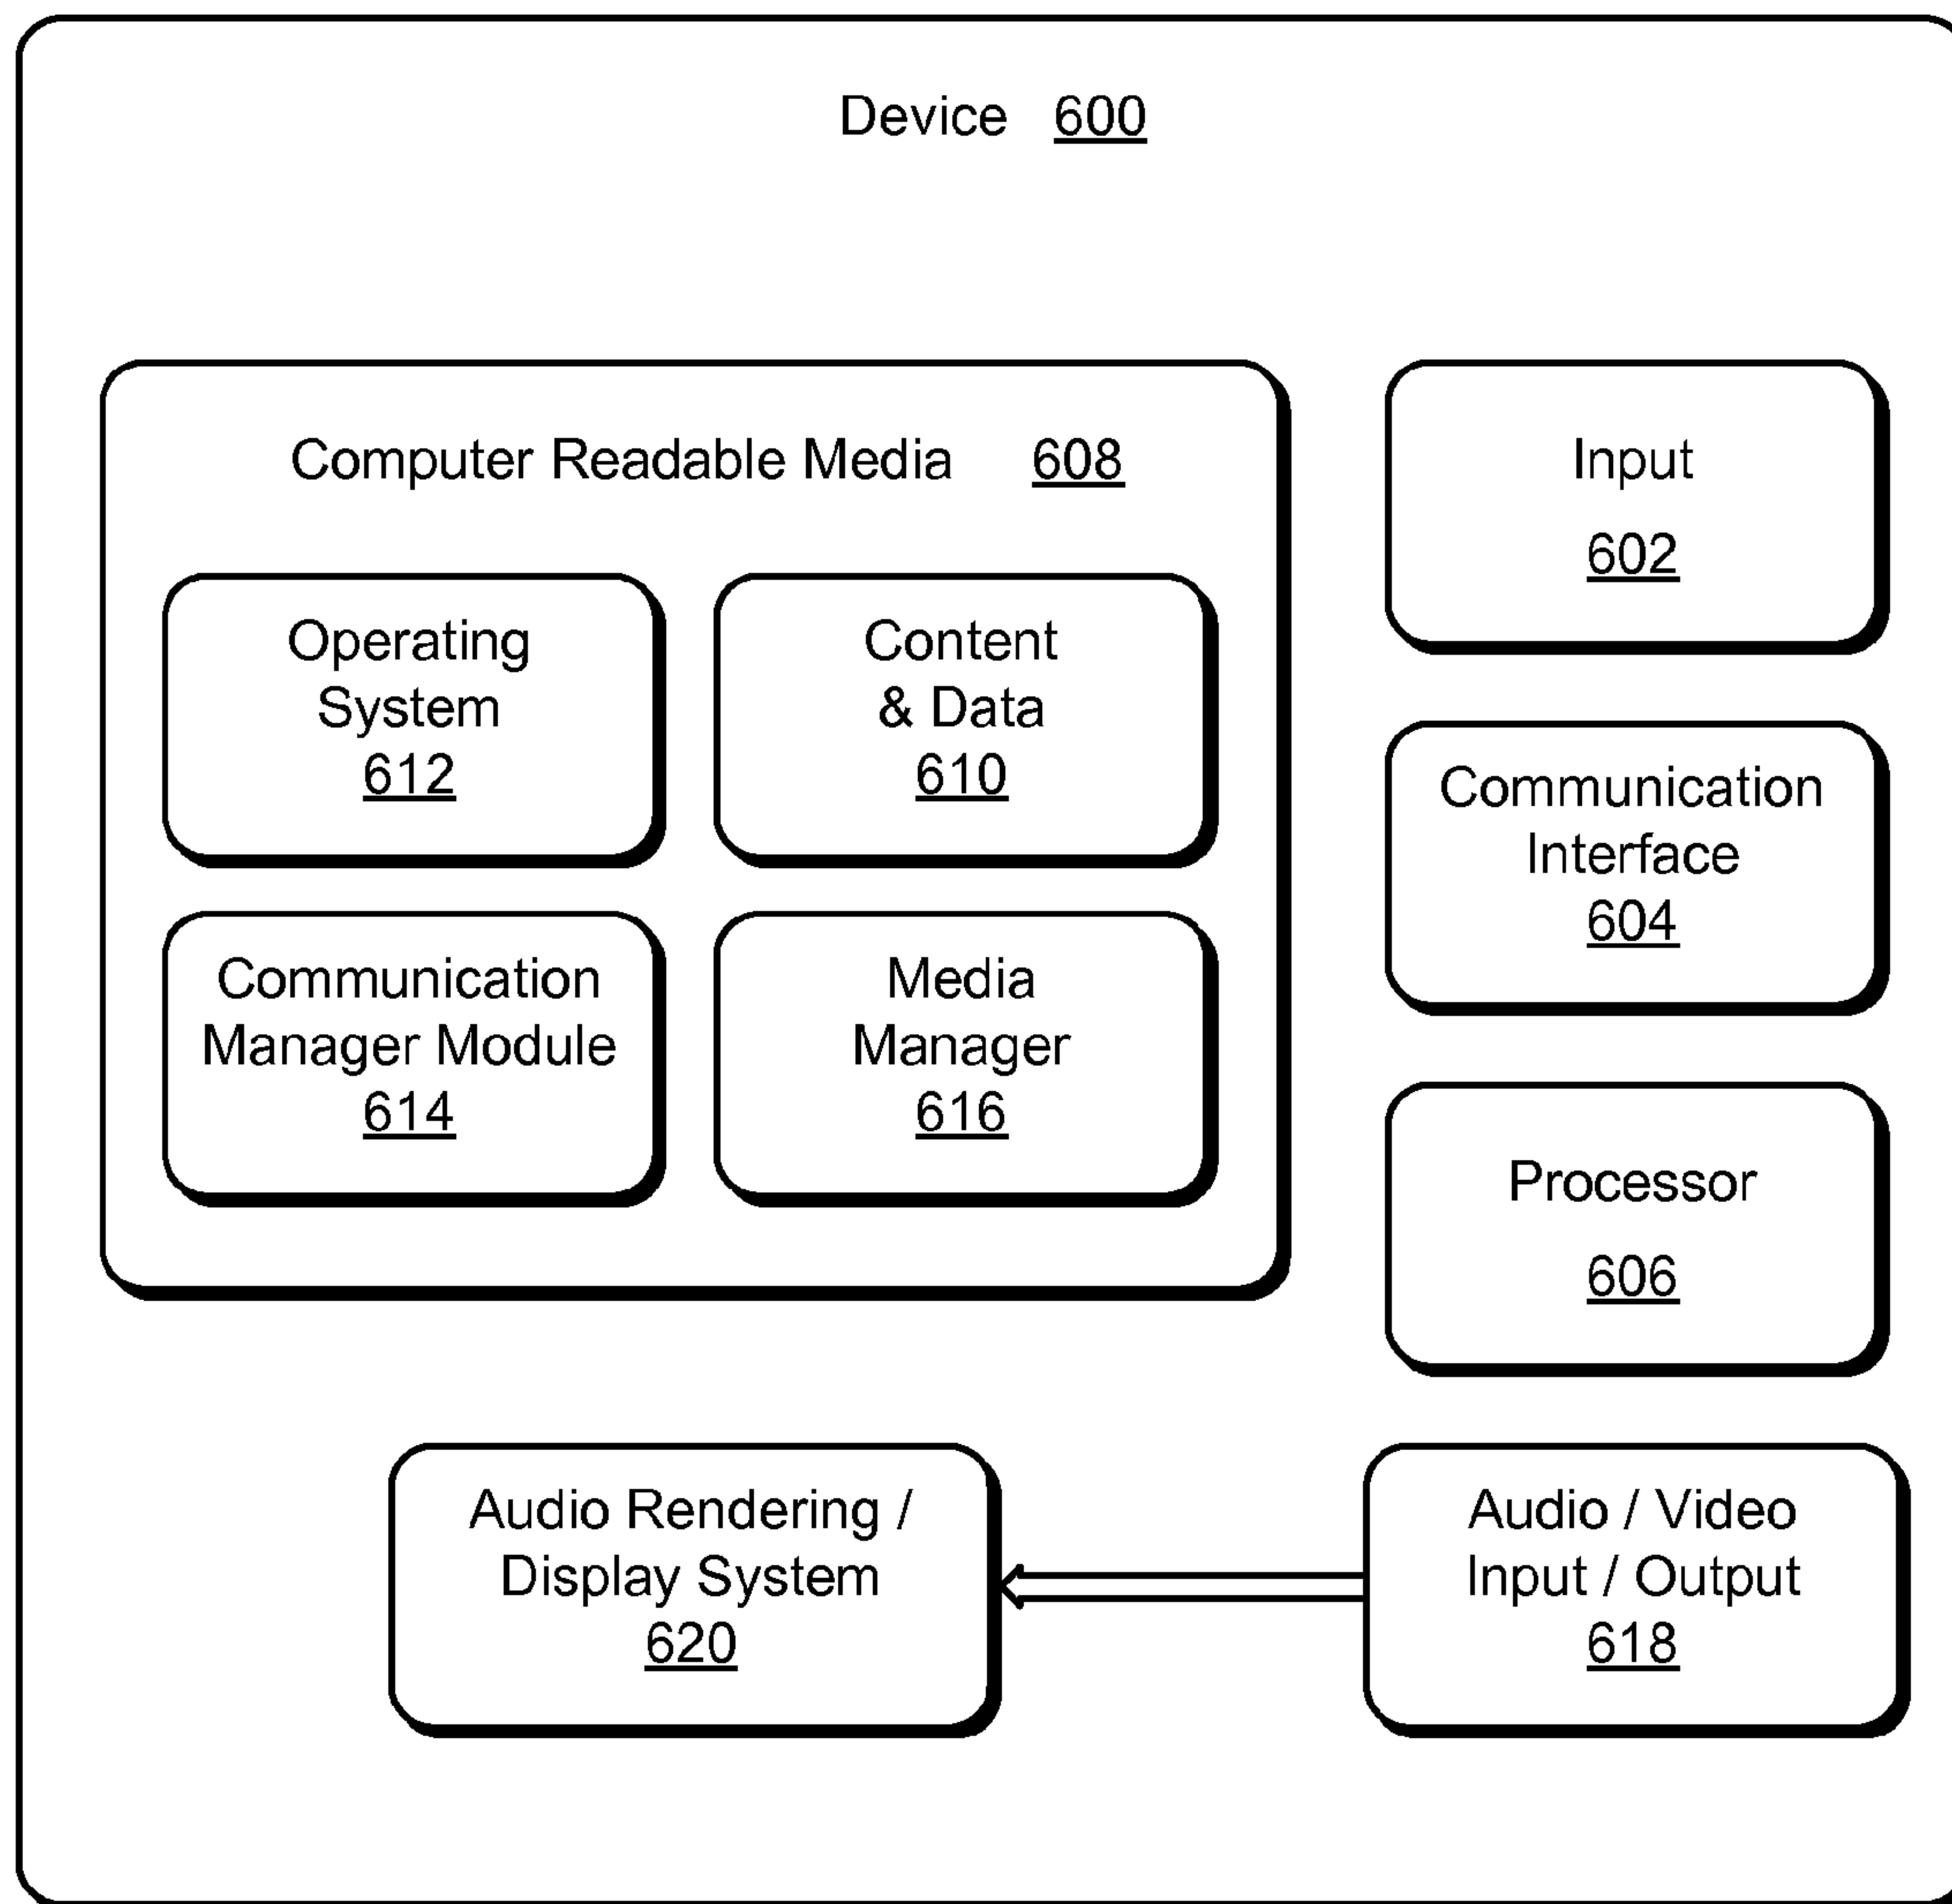 Device 600
Computer Readable Media 608
Operating
System
612
Content
& Data
610
Communication
Manager Module
614
Media
Manager
616
Input
602
Communication
Interface
604
Processor
606
Audio Rendering /
Display System
620
Audio / Video
Input / Output
618